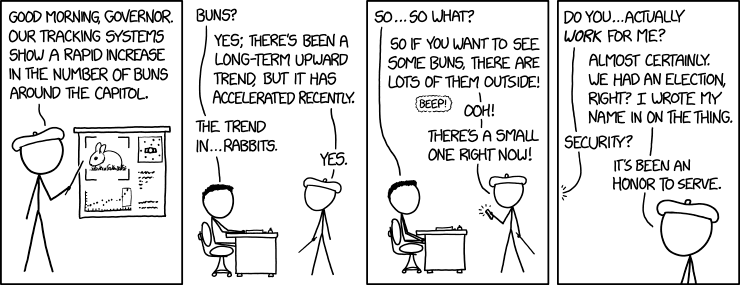 GOOD MORNING, GOVERNOR.
OUR TRACKING SYSTEMS
SHOW A RAPID INCREASE
IN THE NUMBER OF BUNS
AROUND THE CAPITOL.
BUNS?
YES; THERE'S BEEN A
LONG-TERM UPWARD
TREND, BUT IT HAS
ACCELERATED RECENTLY.
THE TREND
IN...RABBITS.
YES.
SO...SO WHAT?
SO IF YOU WANT TO SEE
SOME BUNS, THERE ARE
LOTS OF THEM OUTSIDE!
BEEP!
OOH!
THERE'S A SMALL
ONE RIGHT NOW!
DO YOU...ACTUALLY
WORK FOR ME?
ALMOST CERTAINLY.
WE HAD AN ELECTION,
RIGHT? I WROTE MY
NAME IN ON THE THING.
SECURITY?
IT'S BEEN AN
HONOR TO SERVE.